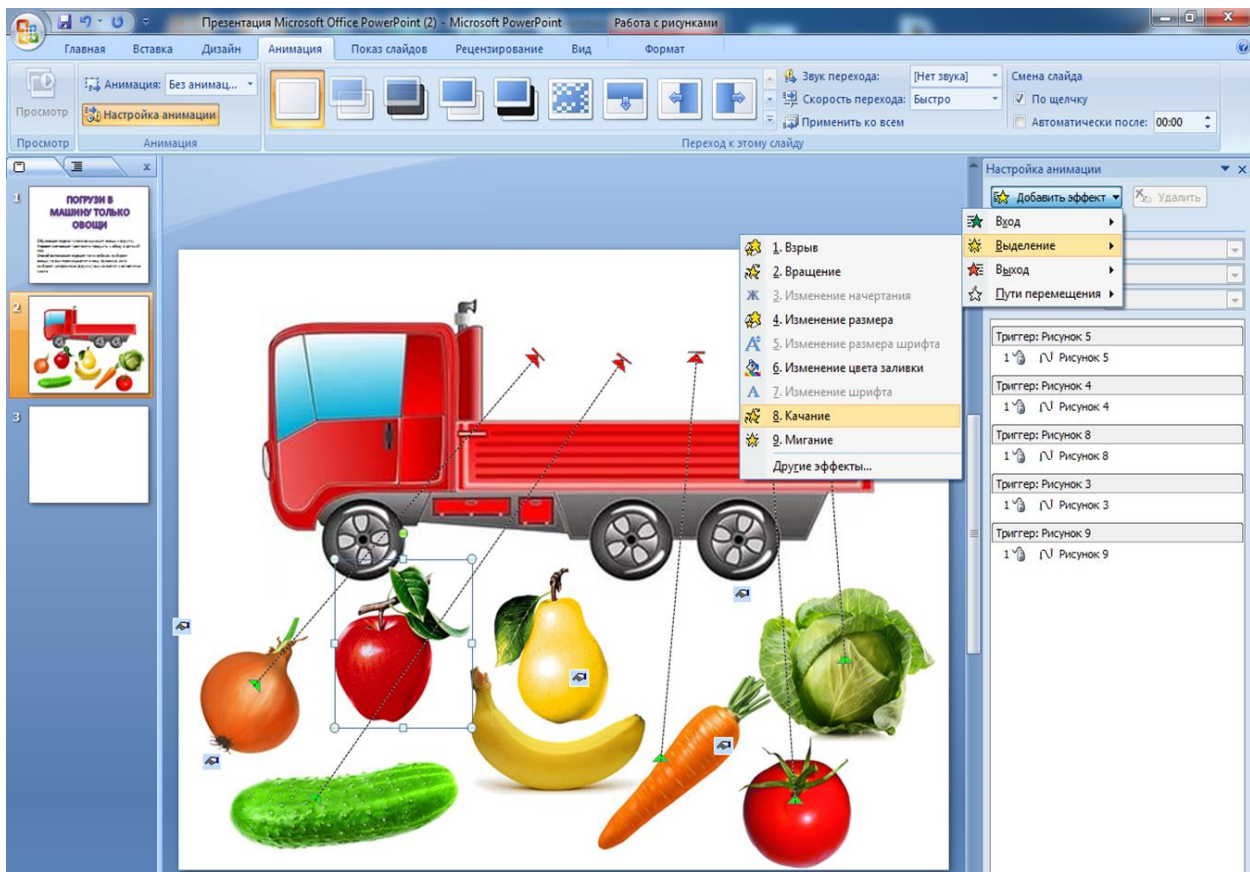 Презентация Microsoft Office PowerPoint (2) - Microsoft PowerPoint
Работа с рисунками
Главная Вставка Дизайн Анимация Показ слайдов Рецензирование Вид Формат
Просмотр
Анимация: Без анимац...
Настройка анимации
Звук перехода: [Нет звука]
Скорость перехода: Быстро
Применить ко всем
Смена слайда
По щелчку
Автоматически после: 00:00
Просмотр Анимация Переход к этому слайду
1
ПОГРУЗИ В
МАШИНУ ТОЛЬКО
ОВОЩИ
2
3
Настройка анимации
Добавить эффект Удалить
Вход
Выделение
Выход
Пути перемещения
1. Взрыв
2. Вращение
3. Изменение начертания
4. Изменение размера
5. Изменение размера шрифта
6. Изменение цвета заливки
7. Изменение шрифта
8. Качание
9. Мигание
Другие эффекты...
Триггер: Рисунок 5
1 Рисунок 5
Триггер: Рисунок 4
1 Рисунок 4
Триггер: Рисунок 8
1 Рисунок 8
Триггер: Рисунок 3
1 Рисунок 3
Триггер: Рисунок 9
1 Рисунок 9